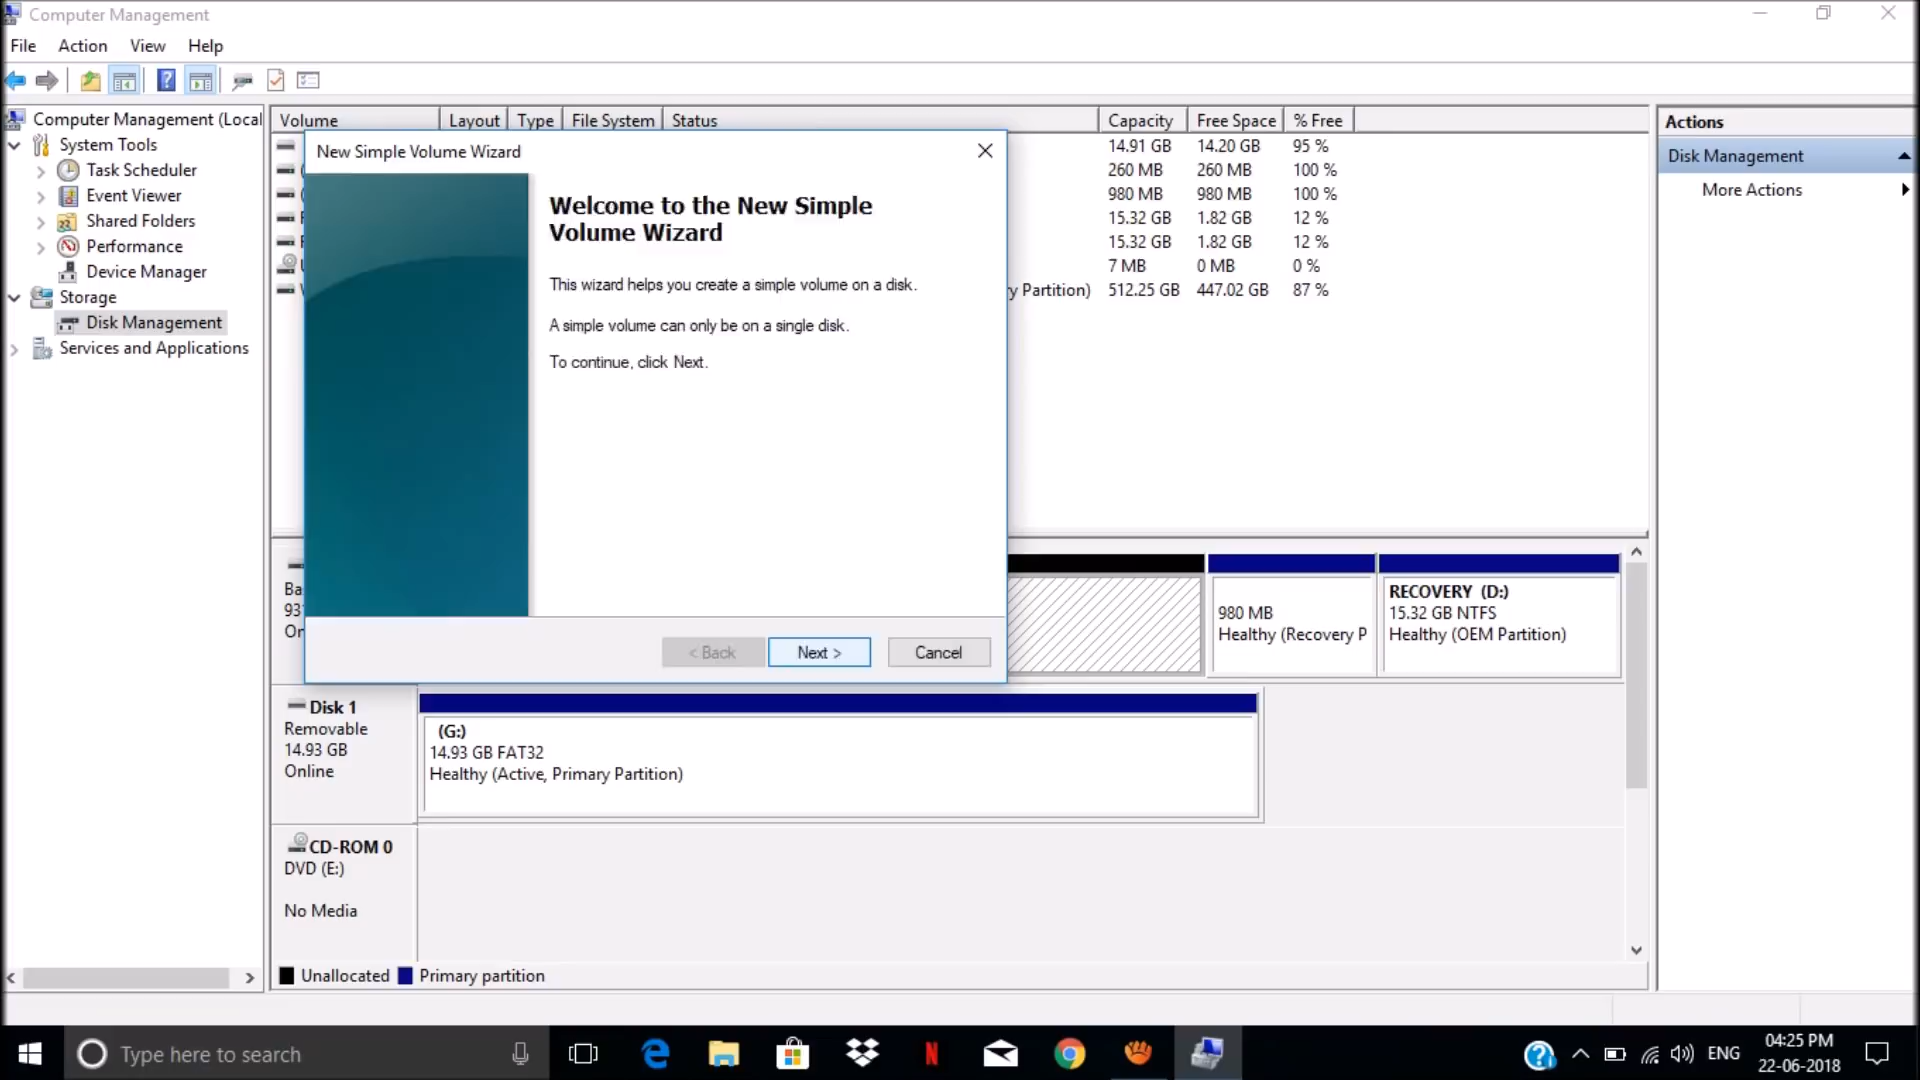 Computer Management
File Action View Help
Computer Management (Local
System Tools
Task Scheduler
Event Viewer
Shared Folders
Performance
Device Manager
Storage
Disk Management
Services and Applications
Volume Layout Type File System Status Capacity Free Space % Free
14.91 GB 14.20 GB 95 %
260 MB 260 MB 100 %
980 MB 980 MB 100 %
15.32 GB 1.82 GB 12 %
15.32 GB 1.82 GB 12 %
7 MB 0 MB 0 %
y Partition) 512.25 GB 447.02 GB 87 %
New Simple Volume Wizard
Welcome to the New Simple
Volume Wizard
This wizard helps you create a simple volume on a disk.
A simple volume can only be on a single disk.
To continue, click Next.
< Back Next > Cancel
Ba
93
On
980 MB
Healthy (Recovery P
RECOVERY (D:)
15.32 GB NTFS
Healthy (OEM Partition)
Disk 1
Removable
14.93 GB
Online
(G:)
14.93 GB FAT32
Healthy (Active, Primary Partition)
CD-ROM 0
DVD (E:)
No Media
Unallocated Primary partition
Actions
Disk Management
More Actions
Type here to search
ENG
04:25 PM
22-06-2018